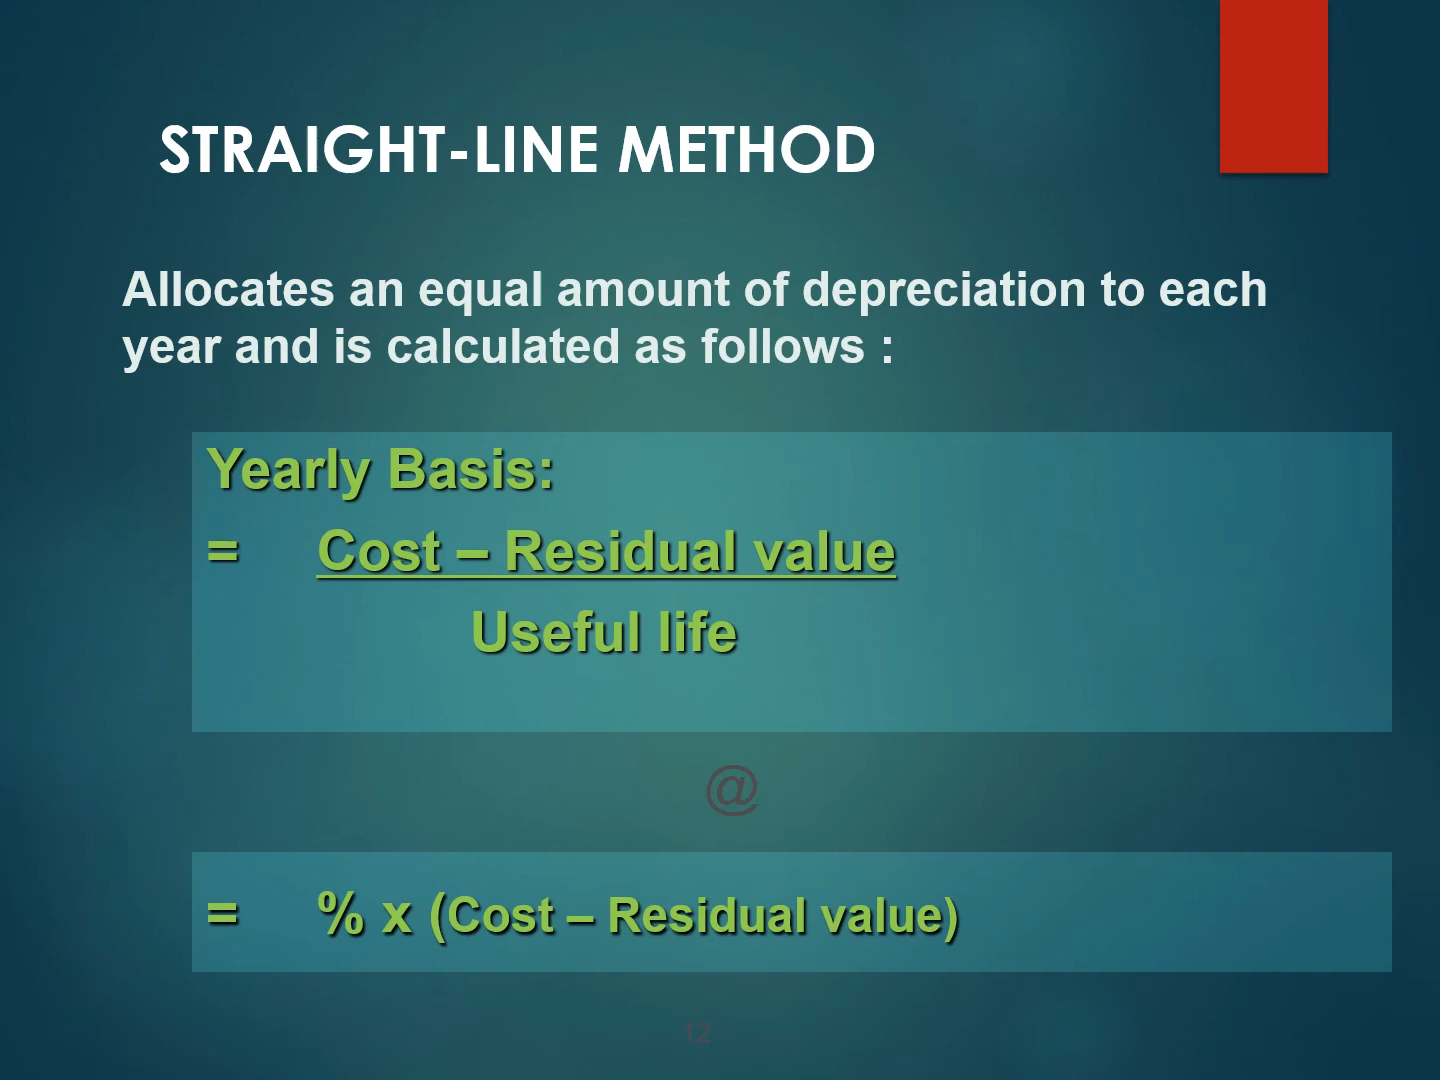 STRAIGHT-LINE METHOD
Allocates an equal amount of depreciation to each
year and is calculated as follows :
Yearly Basis:
= Cost – Residual value
Useful life
@
= % x (Cost – Residual value)
12